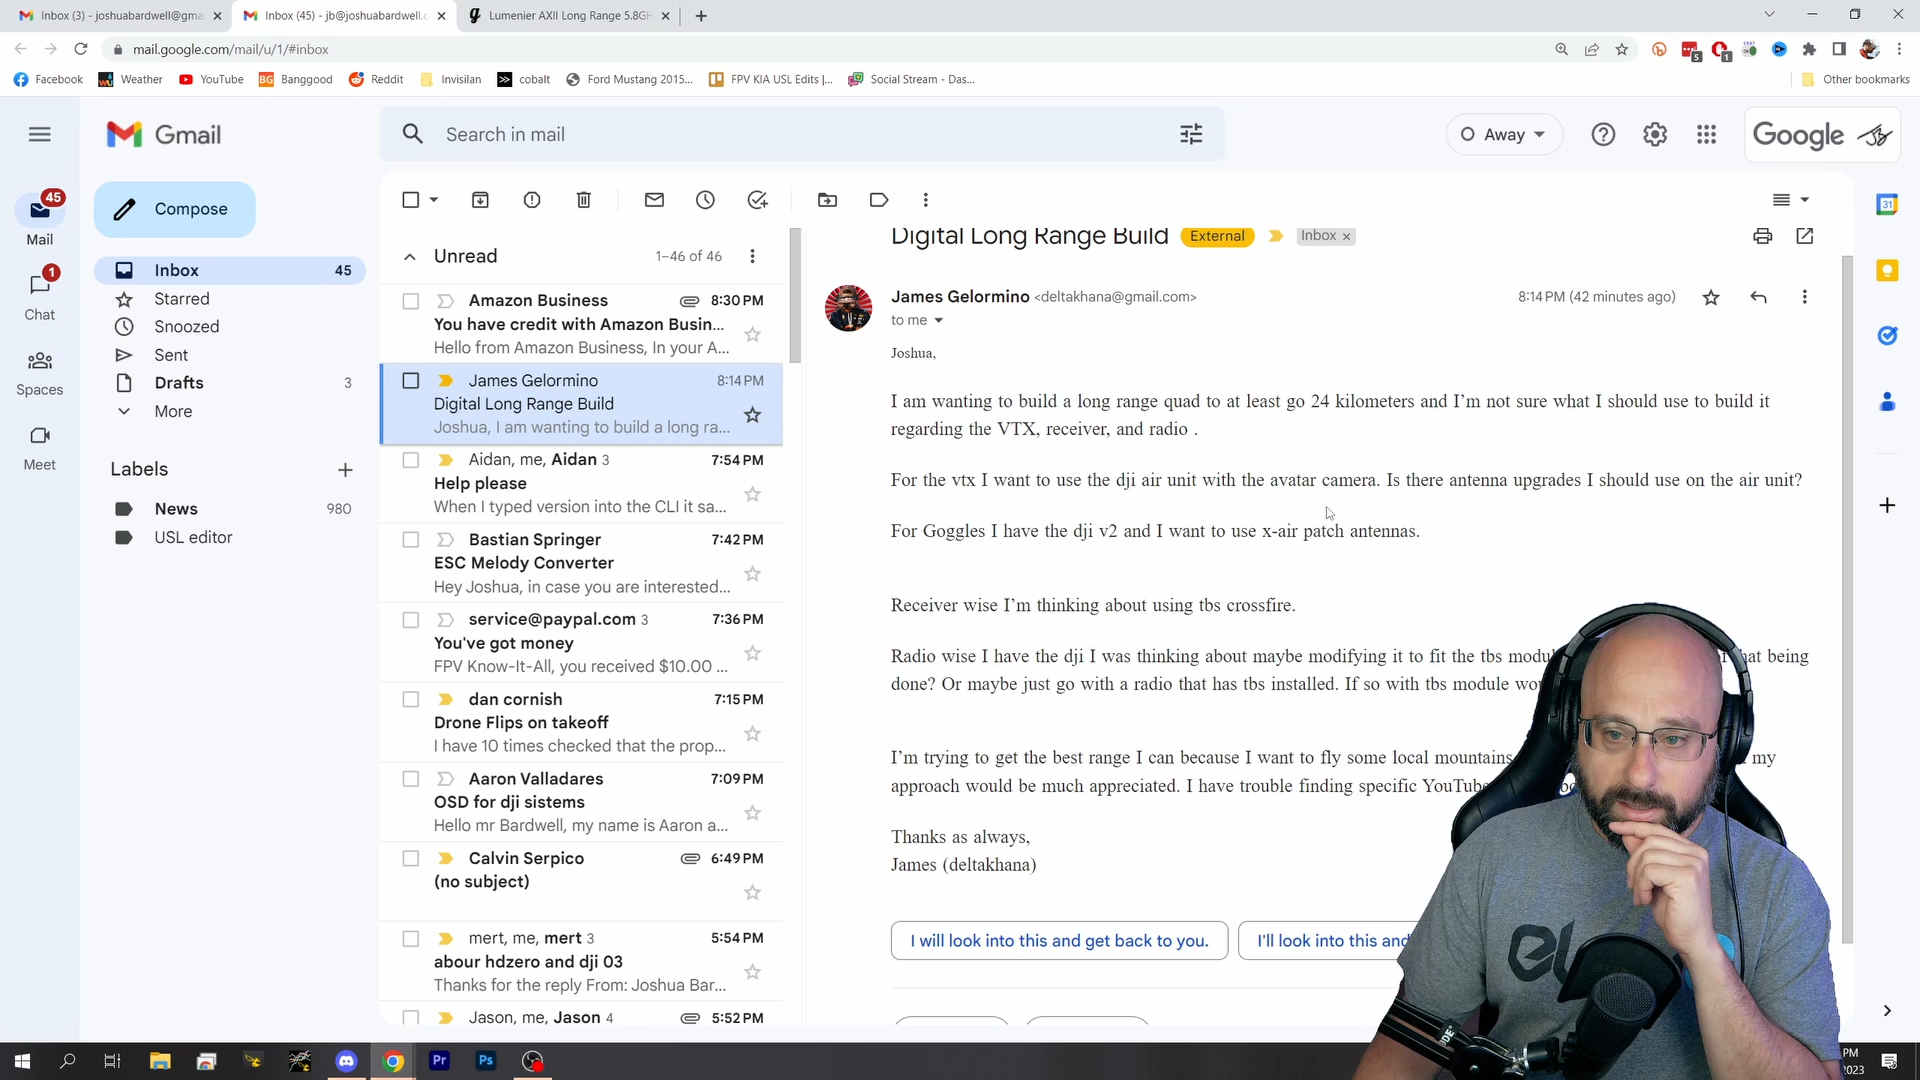 Inbox (3) - joshuabardwell@gma
Inbox (45) - jb@joshuabardwell.c
Lumenier AXII Long Range 5.8GH
mail.google.com/mail/u/1/#inbox
5
1
Facebook
Weather
YouTube
BG
Banggood
Reddit
Invisilan
cobalt
Ford Mustang 2015...
FPV KIA USL Edits |...
Social Stream - Das...
Other bookmarks
Gmail
Search in mail
Away
Google
45
Mail
1
Chat
Spaces
Meet
Compose
Inbox 45
Starred
Snoozed
Sent
Drafts 3
More
Labels
News 980
USL editor
Unread 1–46 of 46
Amazon Business 8:30 PM
You have credit with Amazon Busin...
Hello from Amazon Business, In your A...
James Gelormino 8:14 PM
Digital Long Range Build
Joshua, I am wanting to build a long ra...
Aidan, me, Aidan 3 7:54 PM
Help please
When I typed version into the CLI it sa...
Bastian Springer 7:42 PM
ESC Melody Converter
Hey Joshua, in case you are interested...
service@paypal.com 3 7:36 PM
You've got money
FPV Know-It-All, you received $10.00 ...
dan cornish 7:15 PM
Drone Flips on takeoff
I have 10 times checked that the prop...
Aaron Valladares 7:09 PM
OSD for dji sistems
Hello mr Bardwell, my name is Aaron a...
Calvin Serpico 6:49 PM
(no subject)
mert, me, mert 3 5:54 PM
abour hdzero and dji 03
Thanks for the reply From: Joshua Bar...
Jason, me, Jason 4 5:52 PM
Digital Long Range Build External Inbox
James Gelormino <deltakhana@gmail.com> 8:14 PM (42 minutes ago)
to me
Joshua,
I am wanting to build a long range quad to at least go 24 kilometers and I'm not sure what I should use to build it
regarding the VTX, receiver, and radio .
For the vtx I want to use the dji air unit with the avatar camera. Is there antenna upgrades I should use on the air unit?
For Goggles I have the dji v2 and I want to use x-air patch antennas.
Receiver wise I'm thinking about using tbs crossfire.
Radio wise I have the dji I was thinking about maybe modifying it to fit the tbs modul hat being
done? Or maybe just go with a radio that has tbs installed. If so with tbs module wo
I'm trying to get the best range I can because I want to fly some local mountains my
approach would be much appreciated. I have trouble finding specific YouTube
Thanks as always,
James (deltakhana)
I will look into this and get back to you.
I'll look into this and
31
Pr
Ps
PM
2023